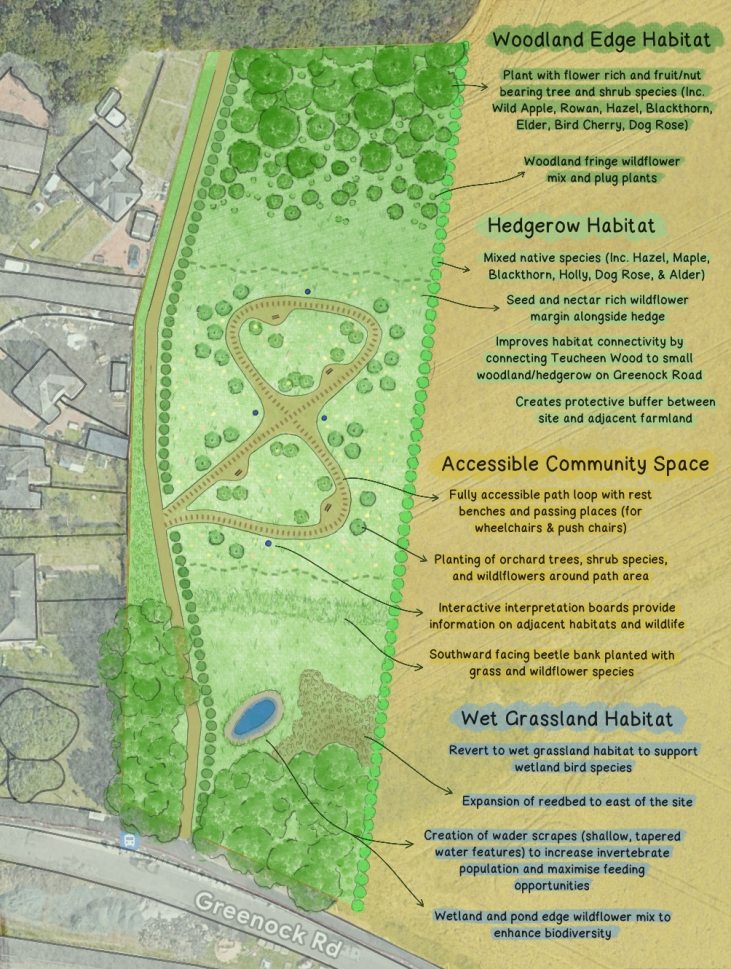 Woodland Edge Habitat
Plant with flower rich and fruit/nut
bearing tree and shrub species (Inc.
Wild Apple, Rowan, Hazel, Blackthorn,
Elder, Bird Cherry, Dog Rose)
Woodland fringe wildflower
mix and plug plants
Hedgerow Habitat
Mixed native species (Inc. Hazel, Maple,
Blackthorn, Holly, Dog Rose, & Alder)
Seed and nectar rich wildflower
margin alongside hedge
Improves habitat connectivity by
connecting Teucheen Wood to small
woodland/hedgerow on Greenock Road
Creates protective buffer between
site and adjacent farmland
Accessible Community Space
Fully accessible path loop with rest
benches and passing places (for
wheelchairs & push chairs)
Planting of orchard trees, shrub species,
and wildlflowers around path area
Interactive interpretation boards provide
information on adjacent habitats and wildlife
Southward facing beetle bank planted with
grass and wildflower species
Wet Grassland Habitat
Revert to wet grassland habitat to support
wetland bird species
Expansion of reedbed to east of the site
Creation of wader scrapes (shallow, tapered
water features) to increase invertebrate
population and maximise feeding
opportunities
Wetland and pond edge wildflower mix to
enhance biodiversity
Greenock Rd